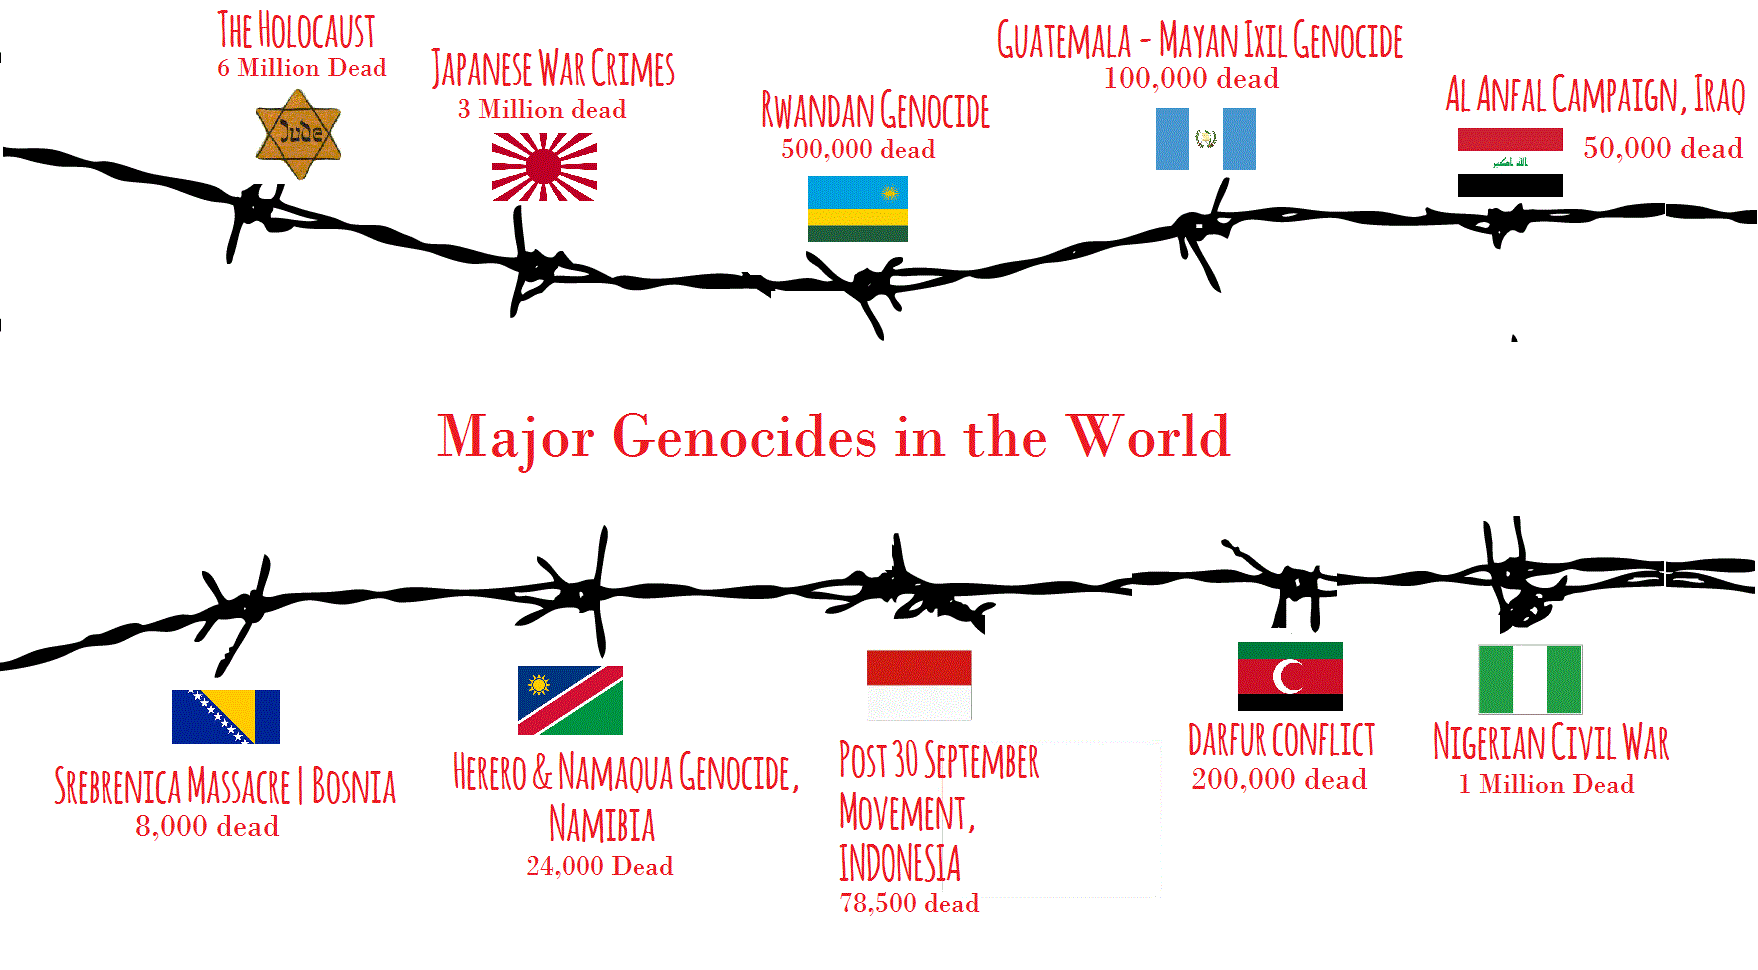 THE HOLOCAUST
6 Million Dead
Jude
JAPANESE WAR CRIMES
3 Million dead
RWANDAN GENOCIDE
500,000 dead
GUATEMALA - MAYAN IXIL GENOCIDE
100,000 dead
AL ANFAL CAMPAIGN, IRAQ
50,000 dead
الله اكبر
Major Genocides in the World
SREBRENICA MASSACRE | BOSNIA
8,000 dead
HERERO & NAMAQUA GENOCIDE,
NAMIBIA
24,000 Dead
POST 30 SEPTEMBER
MOVEMENT,
INDONESIA
78,500 dead
DARFUR CONFLICT
200,000 dead
NIGERIAN CIVIL WAR
1 Million Dead